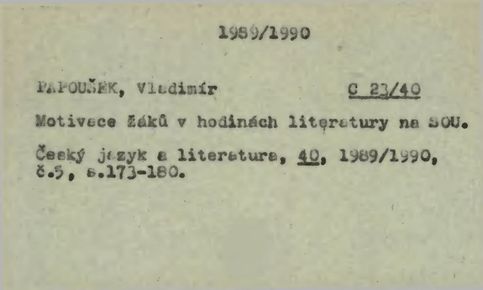 1989/1990
PAPOUŠEK, Vladimír C 23/40
Motivace žáků v hodinách literatury na SOU.
Český jazyk a literatura, 40, 1989/1990,
č.5, s.173-180.